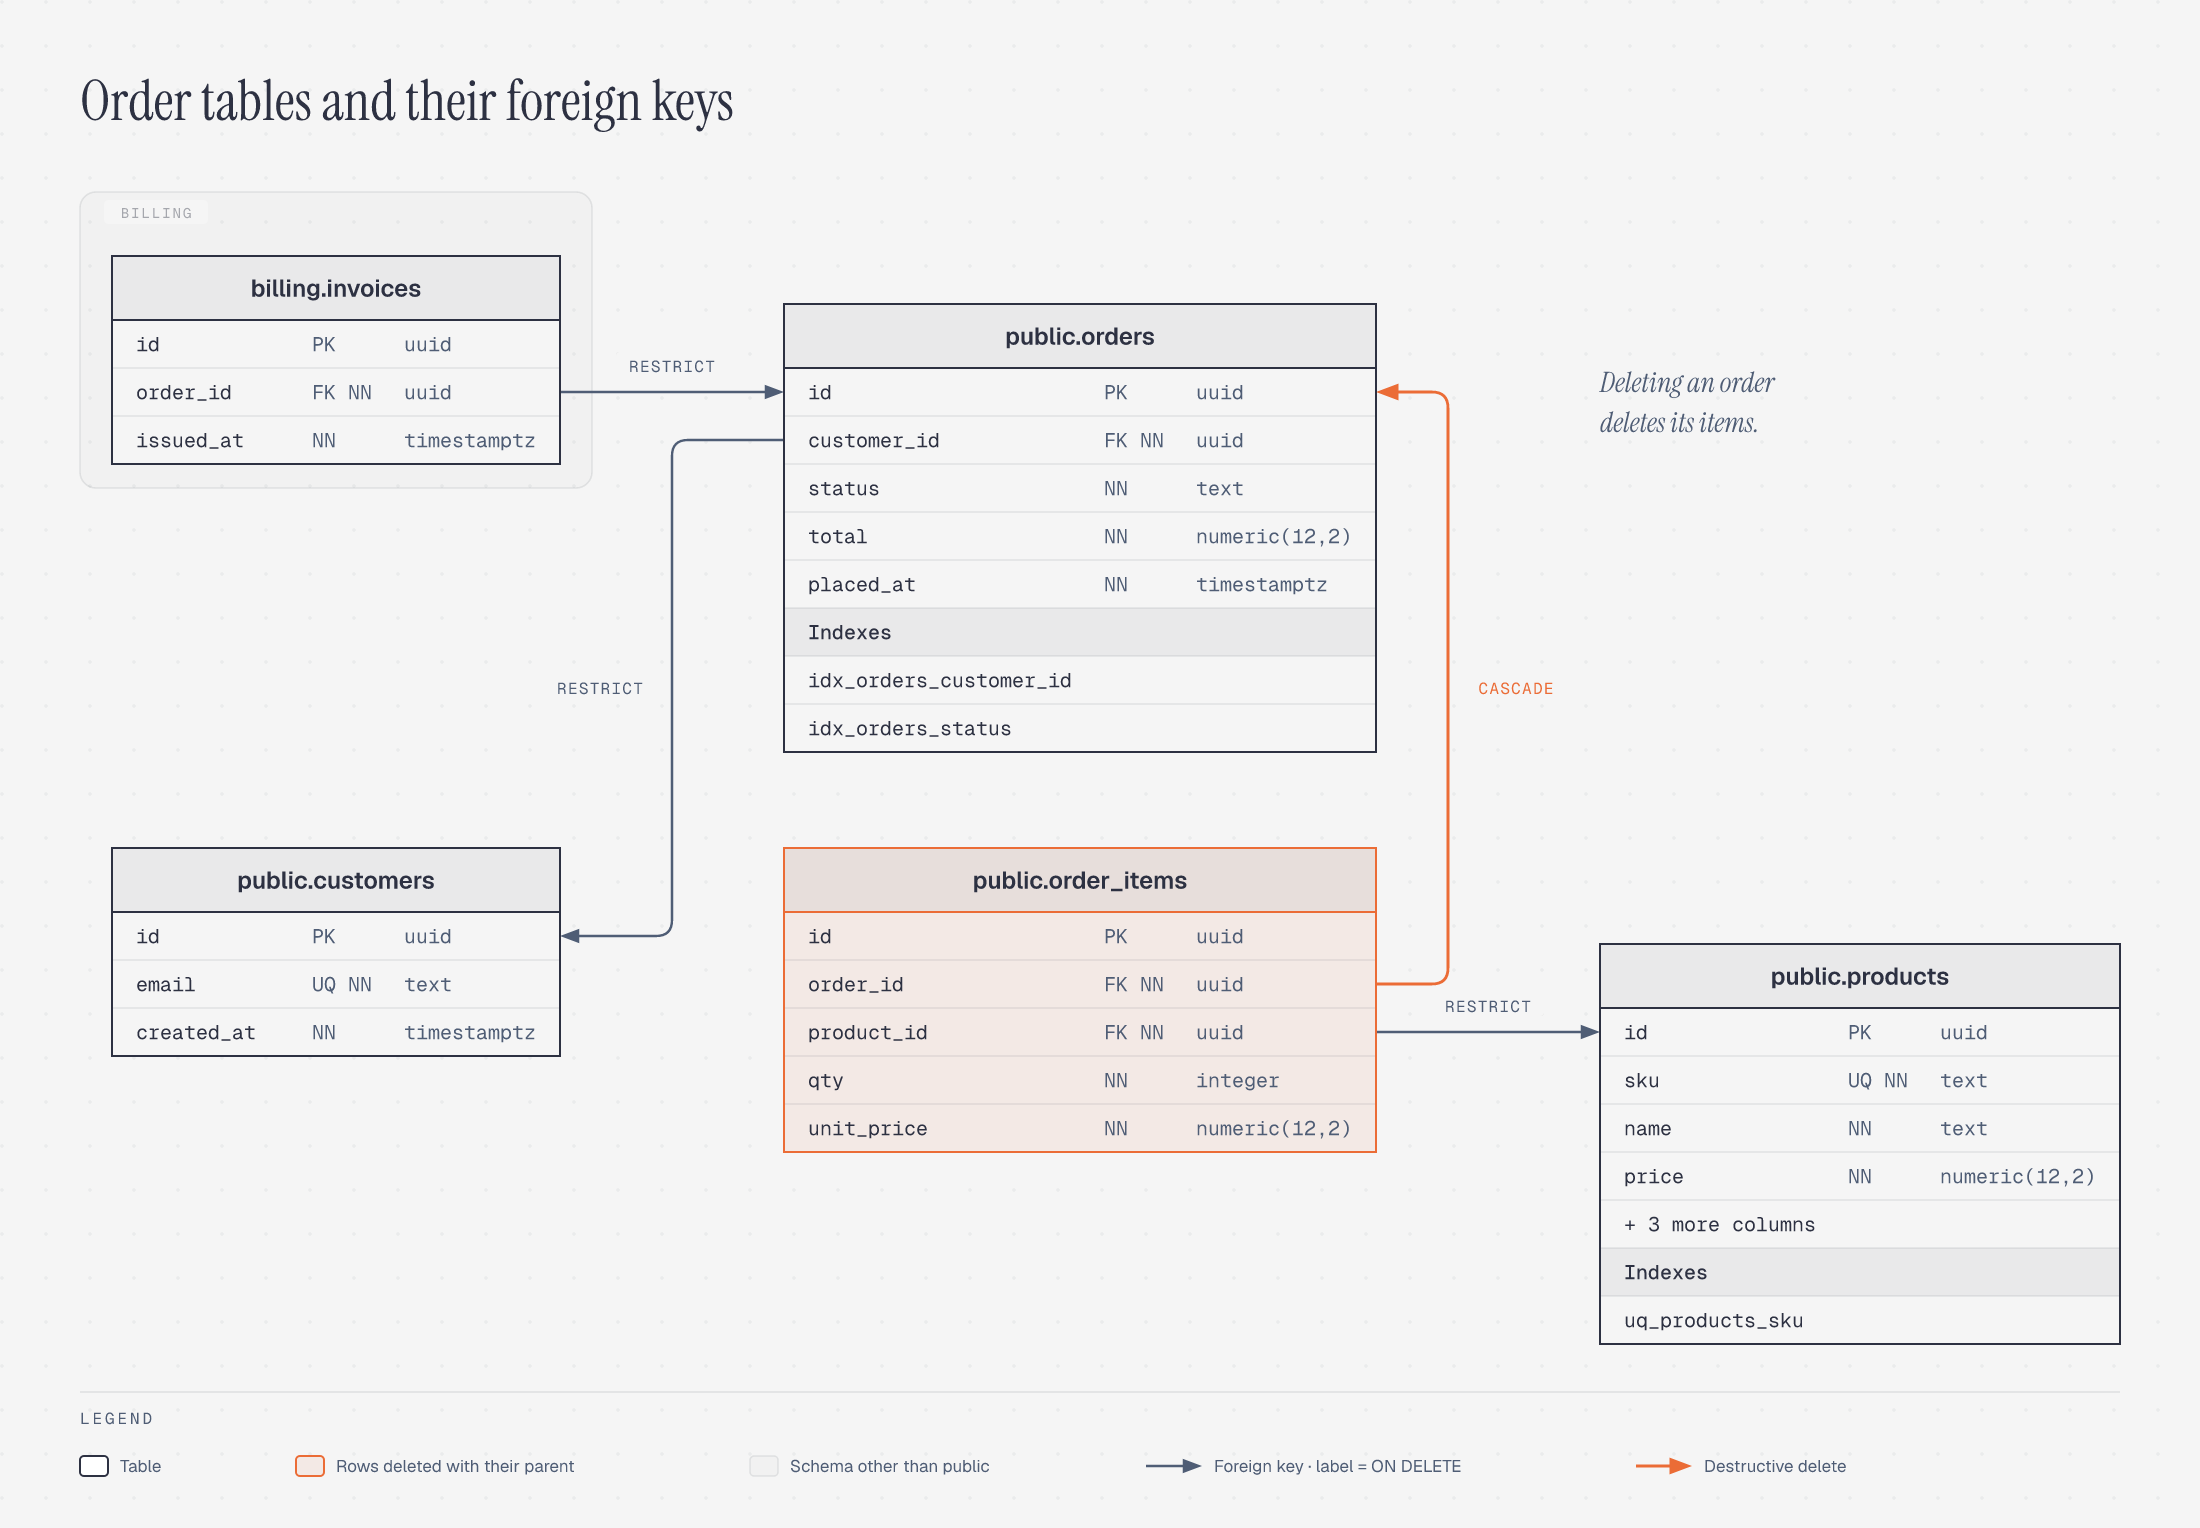 Order tables and their foreign keys
BILLING
billing.invoices
id PK uuid
order_id FK NN uuid
issued_at NN timestamptz
RESTRICT
public.orders
id PK uuid
customer_id FK NN uuid
status NN text
total NN numeric(12,2)
placed_at NN timestamptz
Indexes
idx_orders_customer_id
idx_orders_status
Deleting an order
deletes its items.
RESTRICT
CASCADE
public.customers
id PK uuid
email UQ NN text
created_at NN timestamptz
public.order_items
id PK uuid
order_id FK NN uuid
product_id FK NN uuid
qty NN integer
unit_price NN numeric(12,2)
RESTRICT
public.products
id PK uuid
sku UQ NN text
name NN text
price NN numeric(12,2)
+ 3 more columns
Indexes
uq_products_sku
LEGEND
Table
Rows deleted with their parent
Schema other than public
Foreign key · label = ON DELETE
Destructive delete